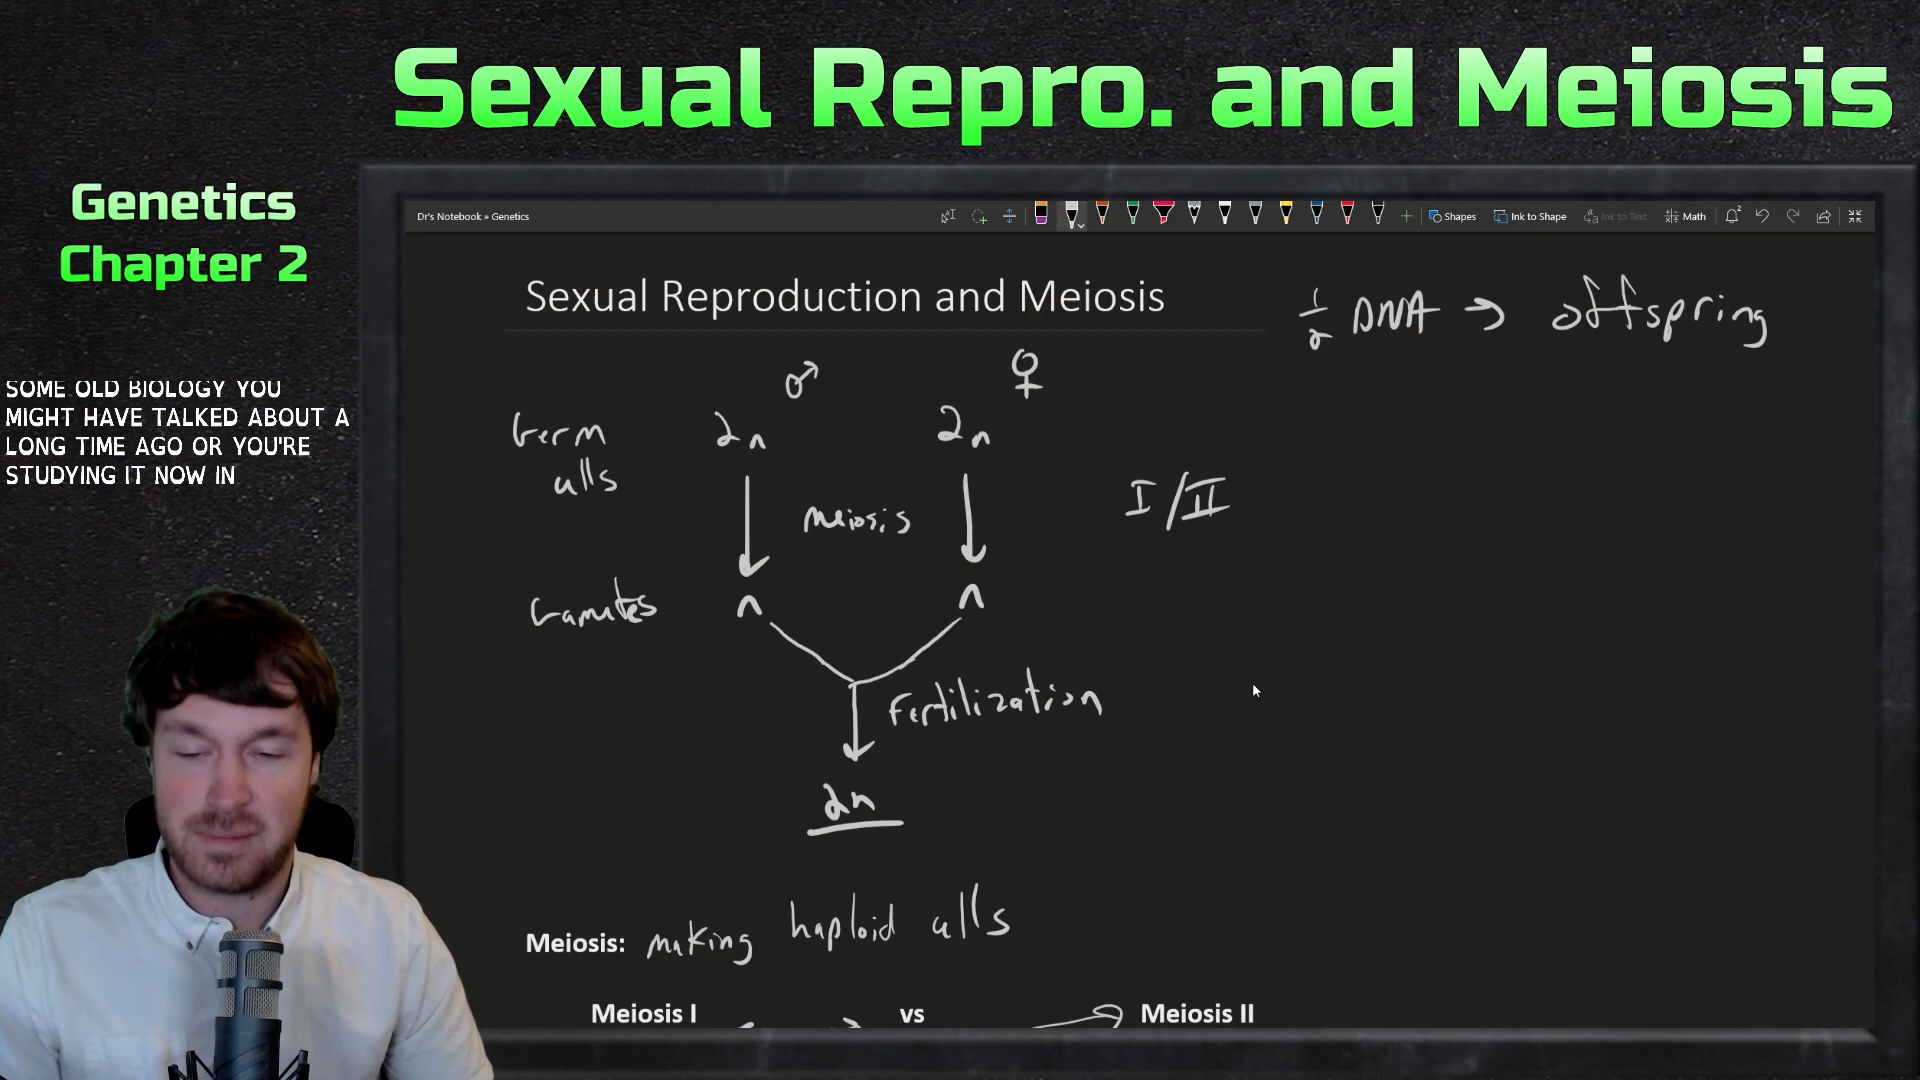 Sexual Repro. and Meiosis
Genetics
Chapter 2
SOME OLD BIOLOGY YOU
MIGHT HAVE TALKED ABOUT A
LONG TIME AGO OR YOU'RE
STUDYING IT NOW IN
Dr's Notebook » Genetics
Shapes
Ink to Shape
Ink to Text
Math
2
Sexual Reproduction and Meiosis
1/2 DNA → offspring
♂ ♀
Germ cells 2n 2n
meiosis
I/II
Gametes n n
Fertilization
2n
Meiosis: making haploid cells
Meiosis I vs Meiosis II